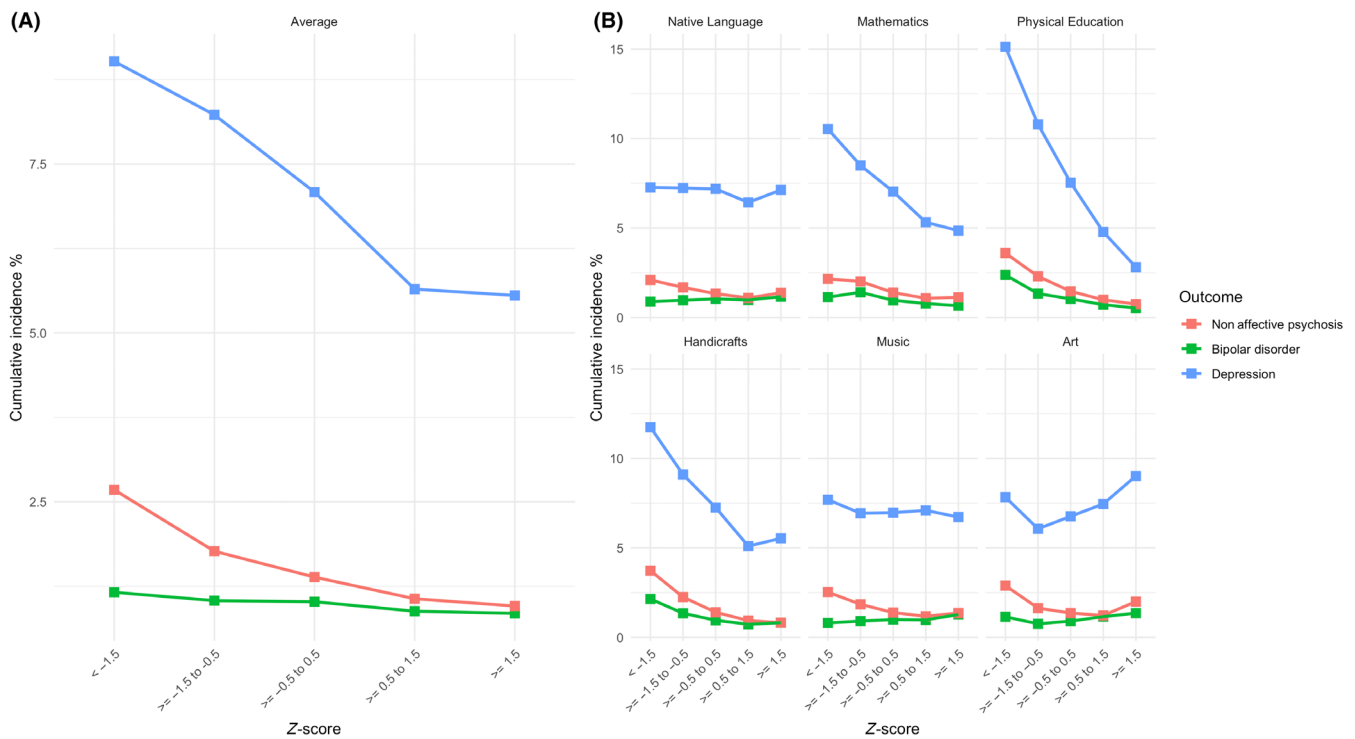 (A)
Average
Cumulative incidence %
7.5
5.0
2.5
< −1.5
>= −1.5 to −0.5
>= −0.5 to 0.5
>= 0.5 to 1.5
>= 1.5
Z-score
(B)
Native Language
Mathematics
Physical Education
Cumulative incidence %
15
10
5
0
Handicrafts
Music
Art
15
10
5
0
< −1.5
>= −1.5 to −0.5
>= −0.5 to 0.5
>= 0.5 to 1.5
>= 1.5
< −1.5
>= −1.5 to −0.5
>= −0.5 to 0.5
>= 0.5 to 1.5
>= 1.5
< −1.5
>= −1.5 to −0.5
>= −0.5 to 0.5
>= 0.5 to 1.5
>= 1.5
Z-score
Outcome
Non affective psychosis
Bipolar disorder
Depression